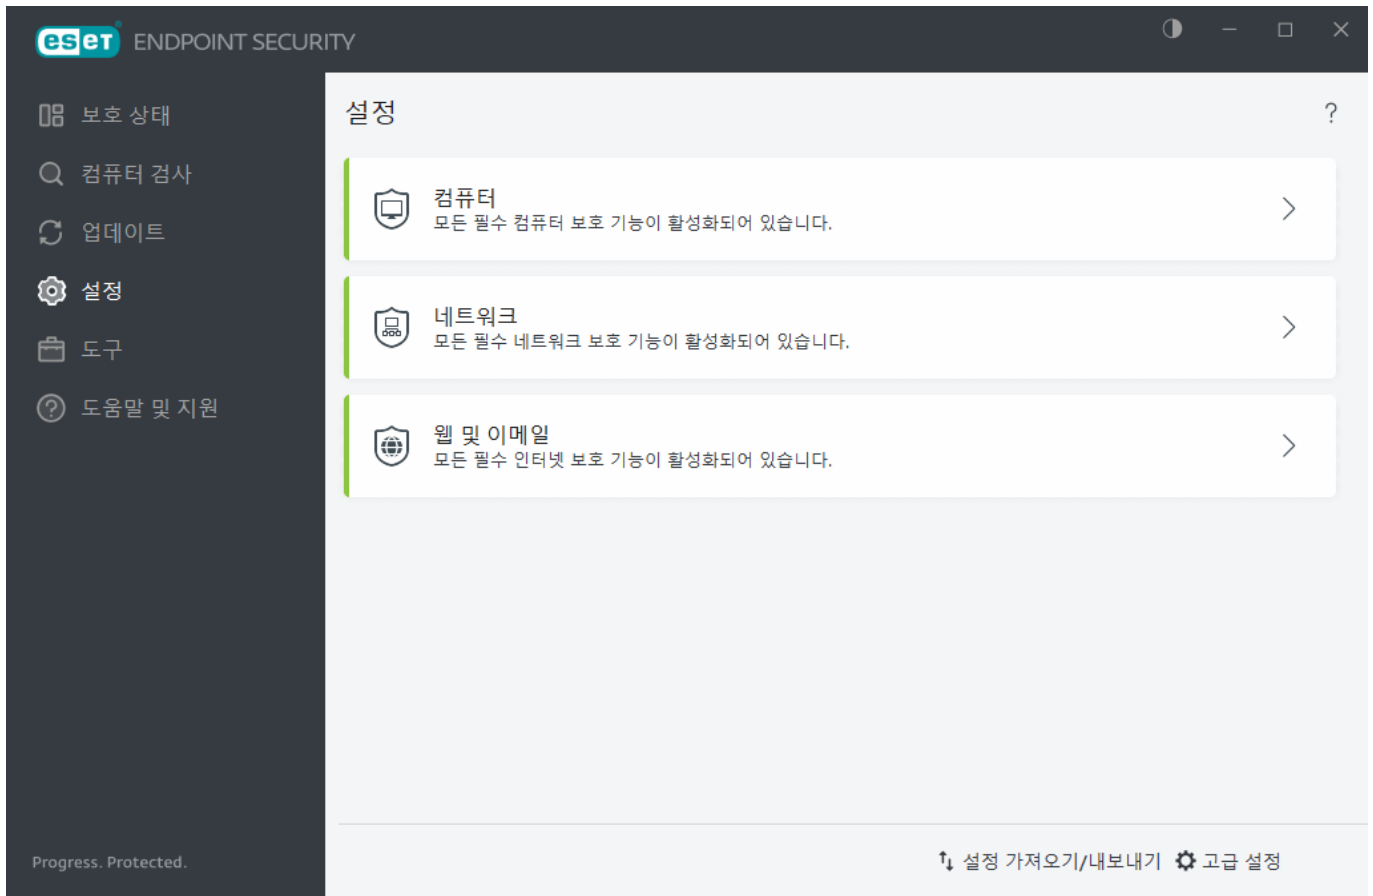 eset ENDPOINT SECURITY
보호 상태
컴퓨터 검사
업데이트
설정
도구
도움말 및 지원
Progress. Protected.
설정
?
컴퓨터
모든 필수 컴퓨터 보호 기능이 활성화되어 있습니다.
네트워크
모든 필수 네트워크 보호 기능이 활성화되어 있습니다.
웹 및 이메일
모든 필수 인터넷 보호 기능이 활성화되어 있습니다.
설정 가져오기/내보내기 고급 설정